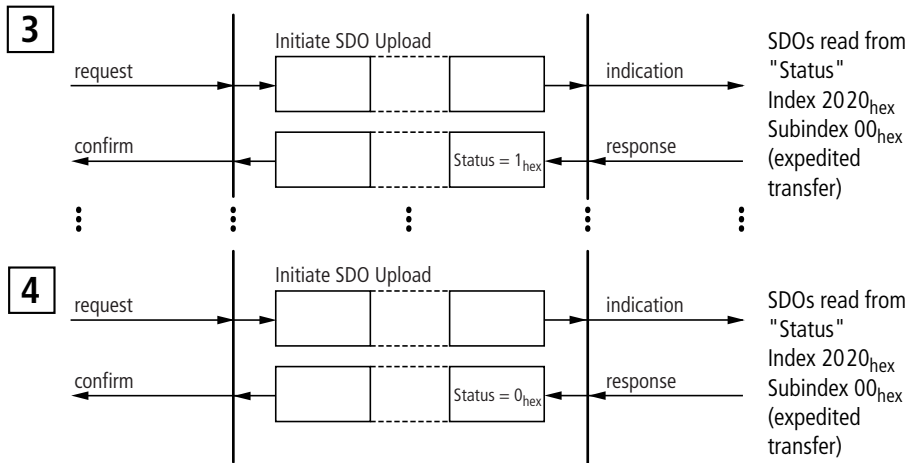 3
Initiate SDO Upload
request
indication
confirm
Status = 1hex
response
SDOs read from
"Status"
Index 2020hex
Subindex 00hex
(expedited
transfer)
4
Initiate SDO Upload
request
indication
confirm
Status = 0hex
response
SDOs read from
"Status"
Index 2020hex
Subindex 00hex
(expedited
transfer)